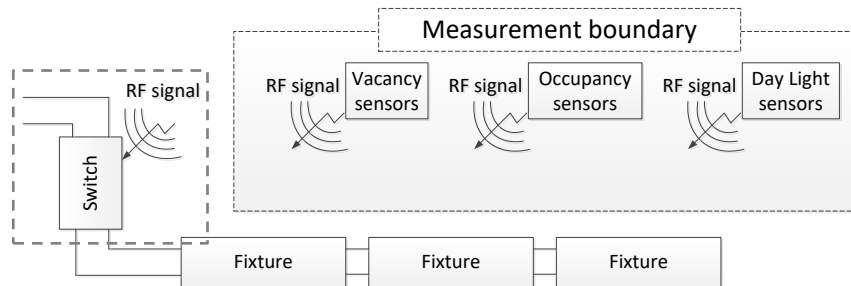 Measurement boundary
RF signal
Switch
RF signal
Vacancy
sensors
RF signal
Occupancy
sensors
RF signal
Day Light
sensors
Fixture
Fixture
Fixture